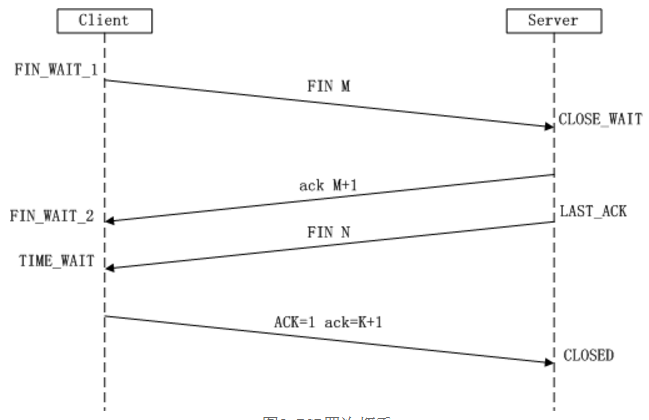 Client
Server
FIN_WAIT_1
FIN M
CLOSE_WAIT
ack M+1
FIN_WAIT_2
LAST_ACK
FIN N
TIME_WAIT
ACK=1 ack=K+1
CLOSED